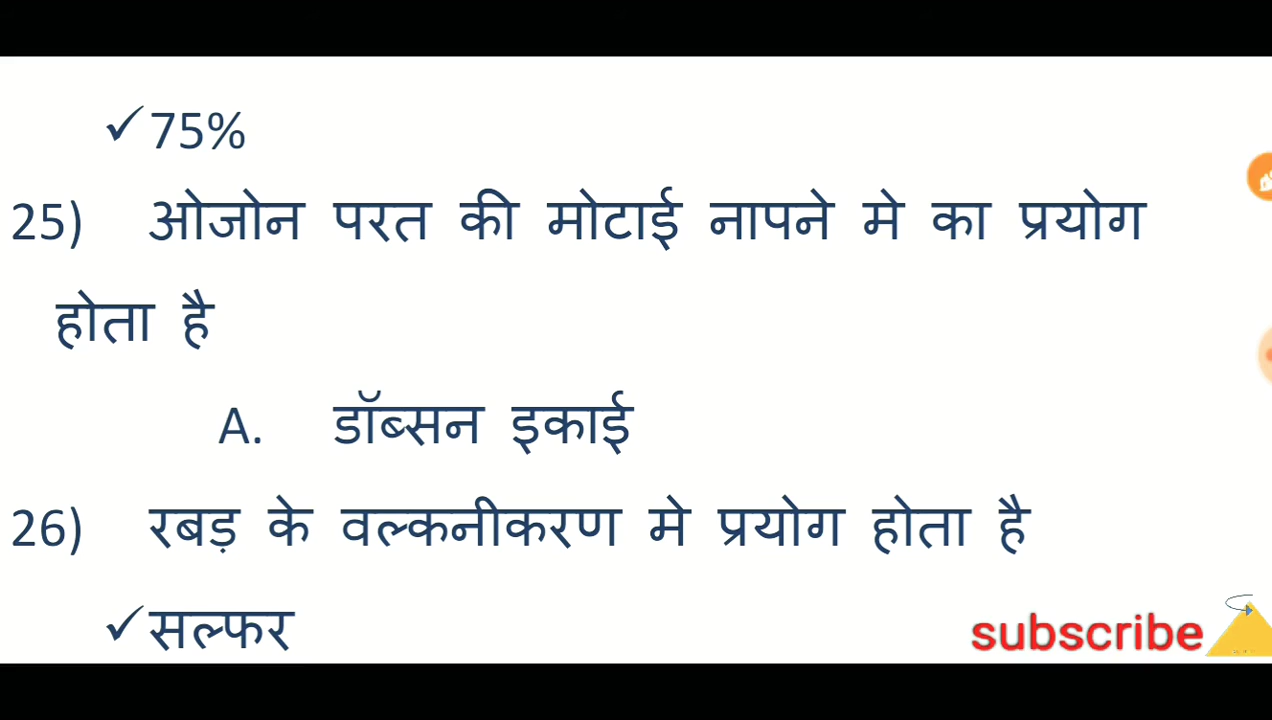 ✓75%
25) ओजोन परत की मोटाई नापने मे का प्रयोग
होता है
A. डॉब्सन इकाई
26) रबड़ के वल्कनीकरण मे प्रयोग होता है
✓सल्फर
subscribe